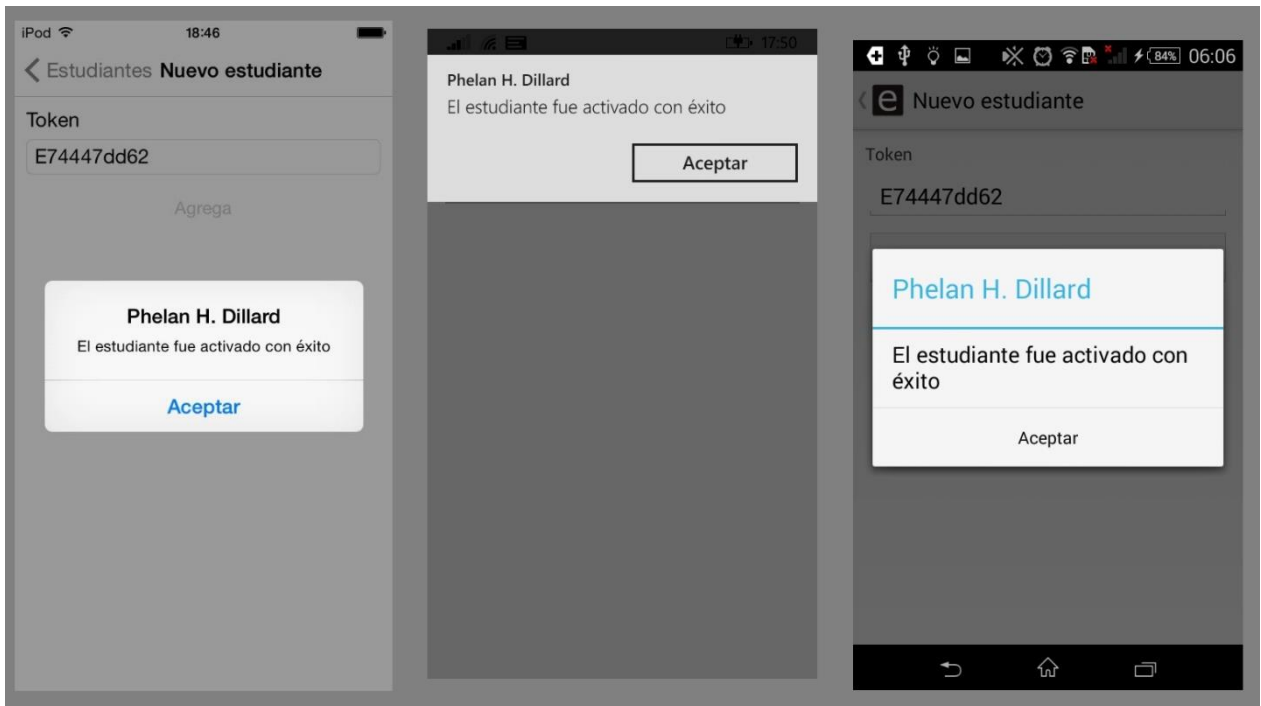 iPod 18:46
Estudiantes Nuevo estudiante
Token
E74447dd62
Agrega
Phelan H. Dillard
El estudiante fue activado con éxito
Aceptar
17:50
Phelan H. Dillard
El estudiante fue activado con éxito
Aceptar
84% 06:06
e Nuevo estudiante
Token
E74447dd62
Phelan H. Dillard
El estudiante fue activado con
éxito
Aceptar